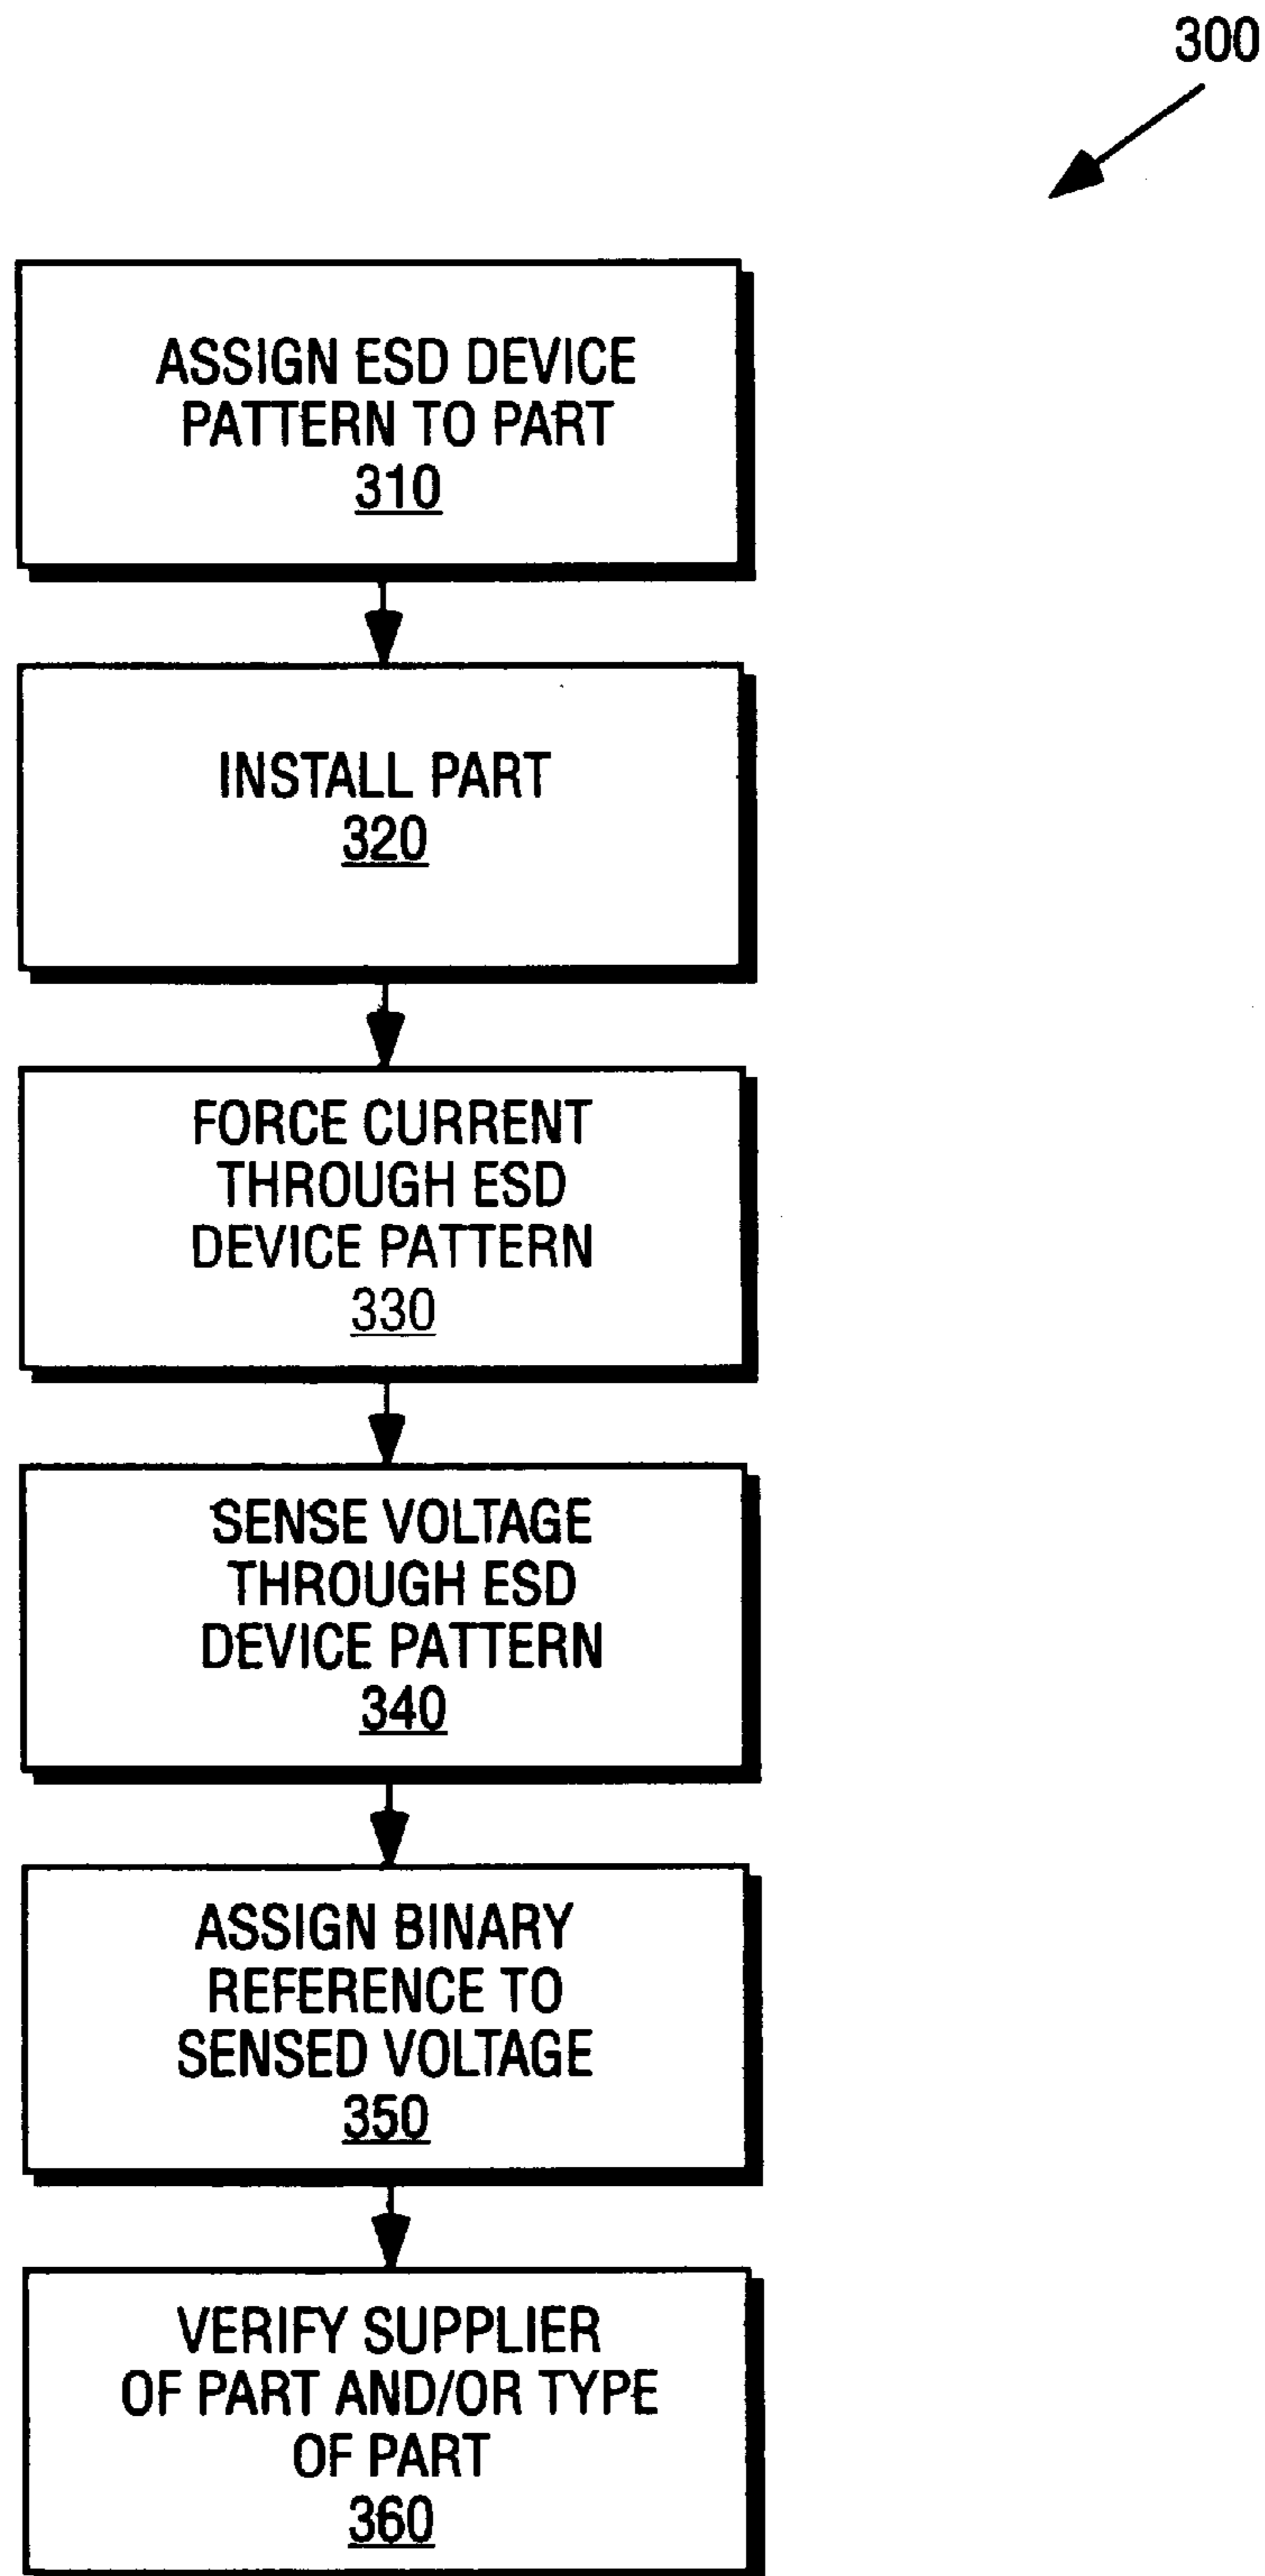 300
ASSIGN ESD DEVICE
PATTERN TO PART
310
INSTALL PART
320
FORCE CURRENT
THROUGH ESD
DEVICE PATTERN
330
SENSE VOLTAGE
THROUGH ESD
DEVICE PATTERN
340
ASSIGN BINARY
REFERENCE TO
SENSED VOLTAGE
350
VERIFY SUPPLIER
OF PART AND/OR TYPE
OF PART
360